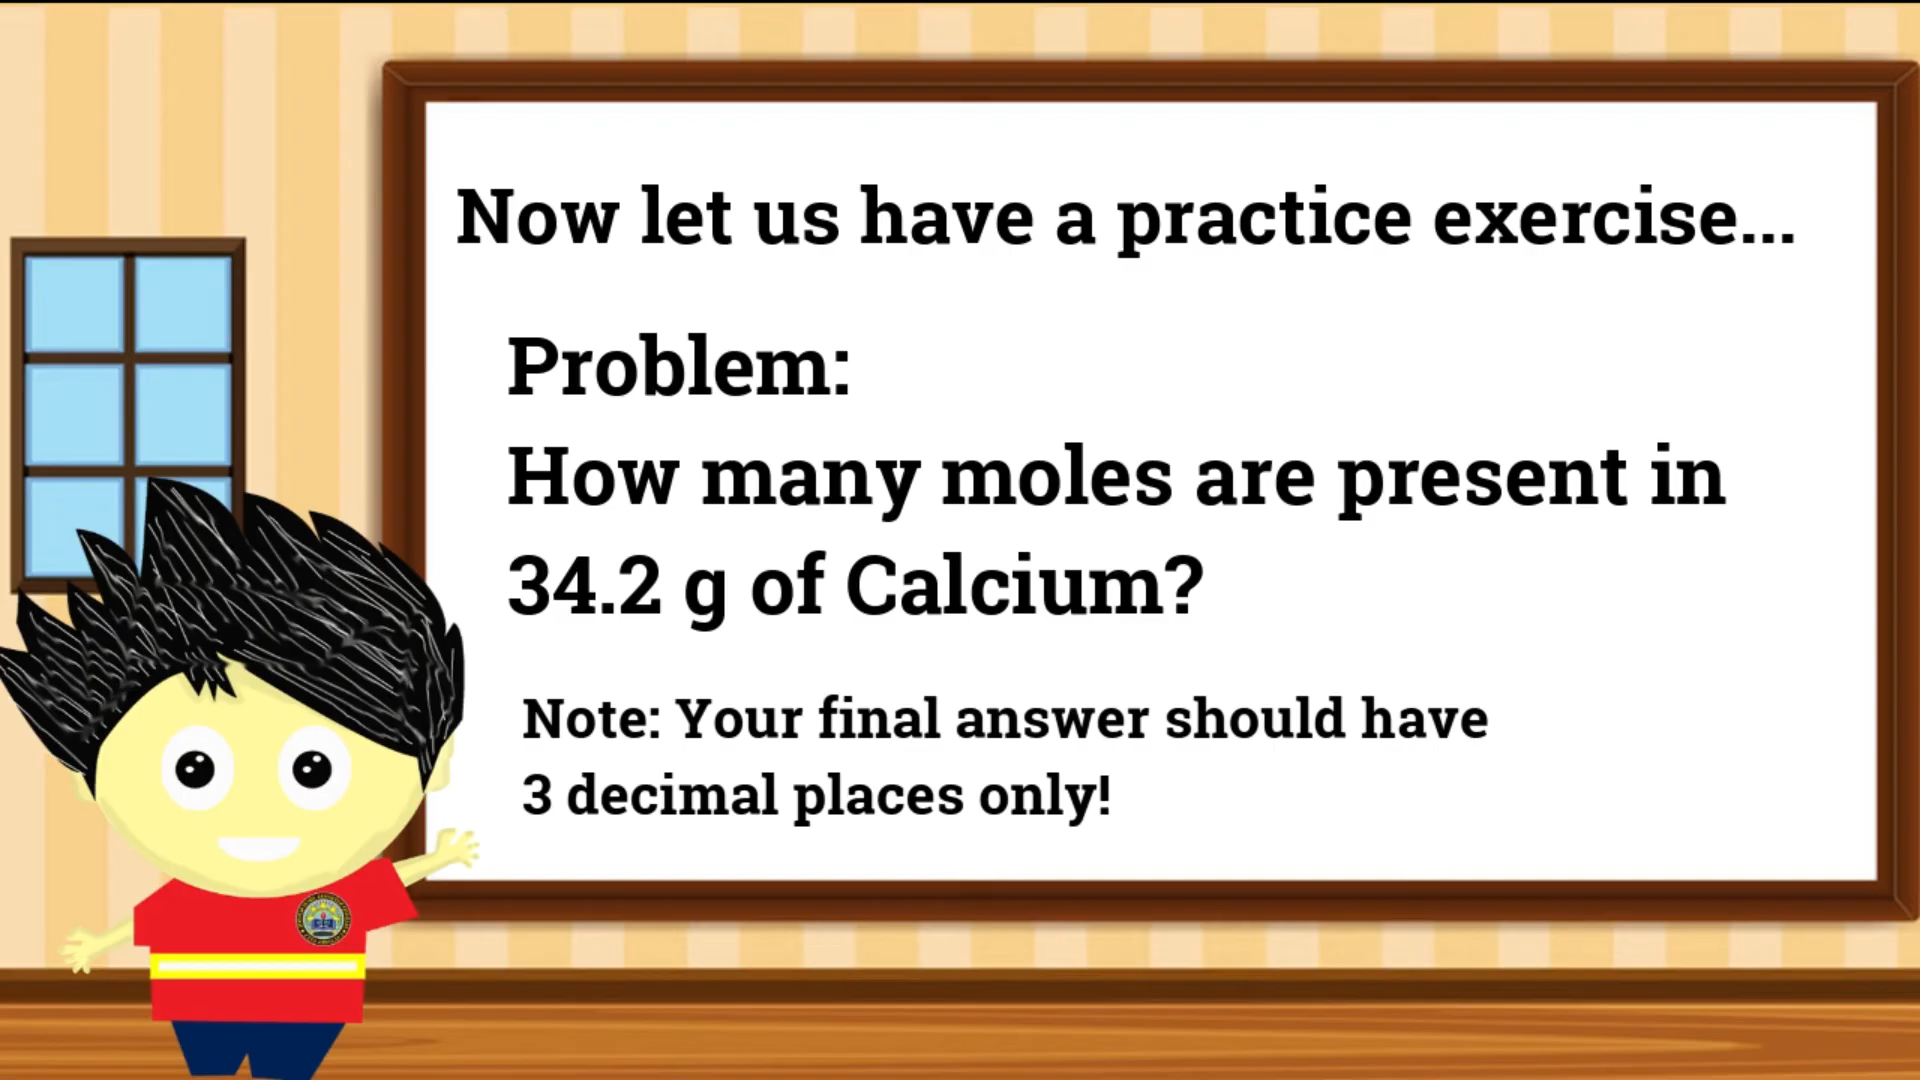 Now let us have a practice exercise...
Problem:
How many moles are present in
34.2 g of Calcium?
Note: Your final answer should have
3 decimal places only!